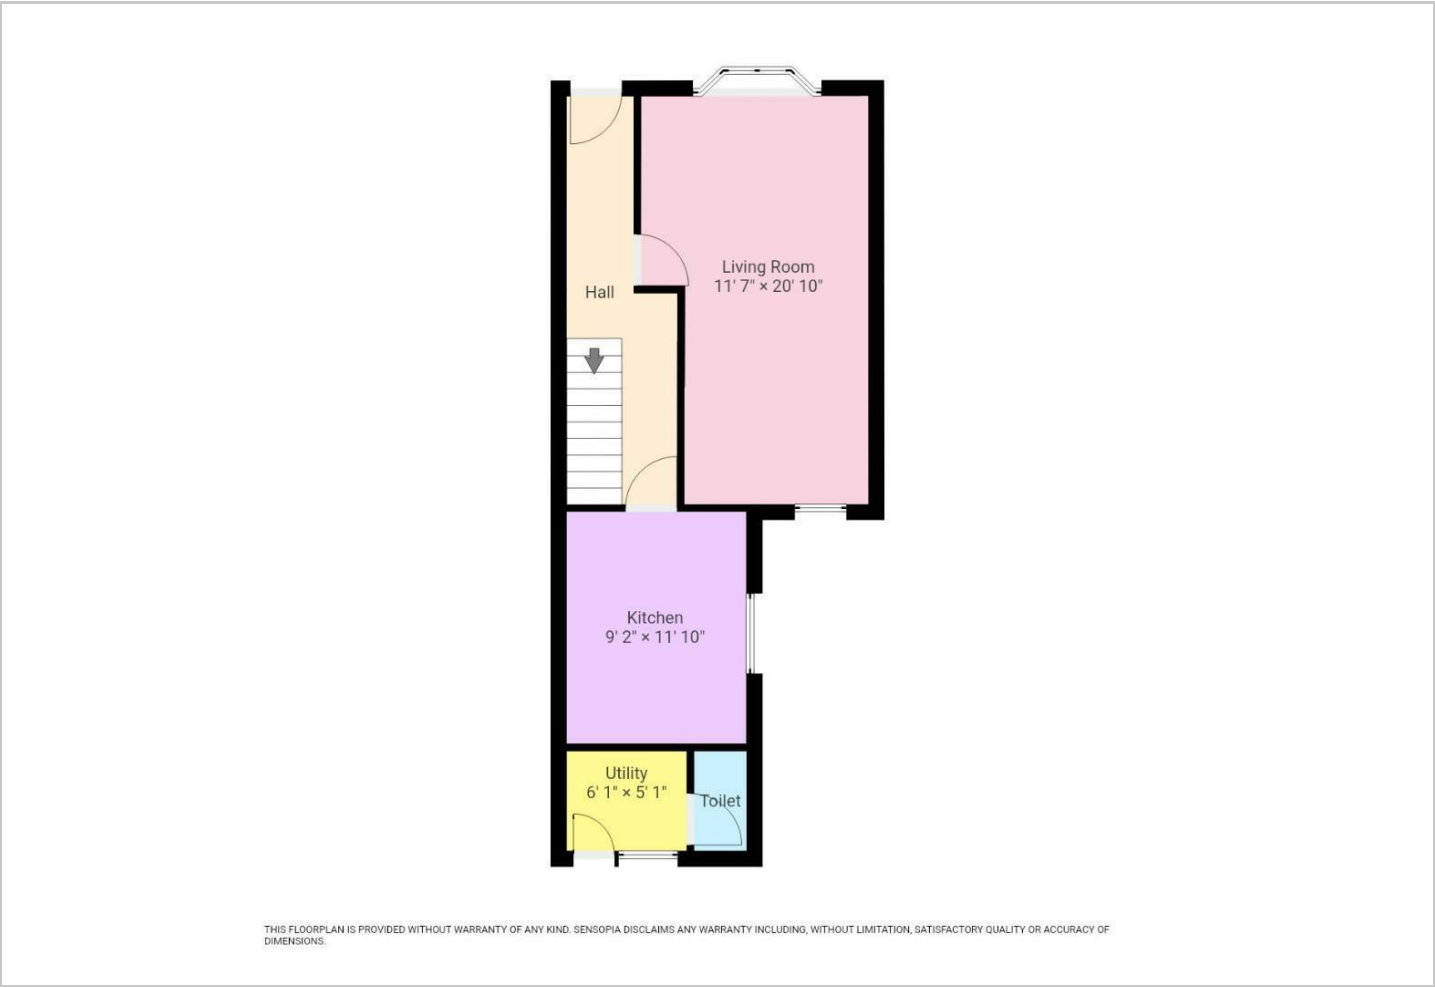 Living Room
11' 7" × 20' 10"
Hall
Kitchen
9' 2" × 11' 10"
Utility
6' 1" × 5' 1"
Toilet
THIS FLOORPLAN IS PROVIDED WITHOUT WARRANTY OF ANY KIND. SENSOPIA DISCLAIMS ANY WARRANTY INCLUDING, WITHOUT LIMITATION, SATISFACTORY QUALITY OR ACCURACY OF
DIMENSIONS.